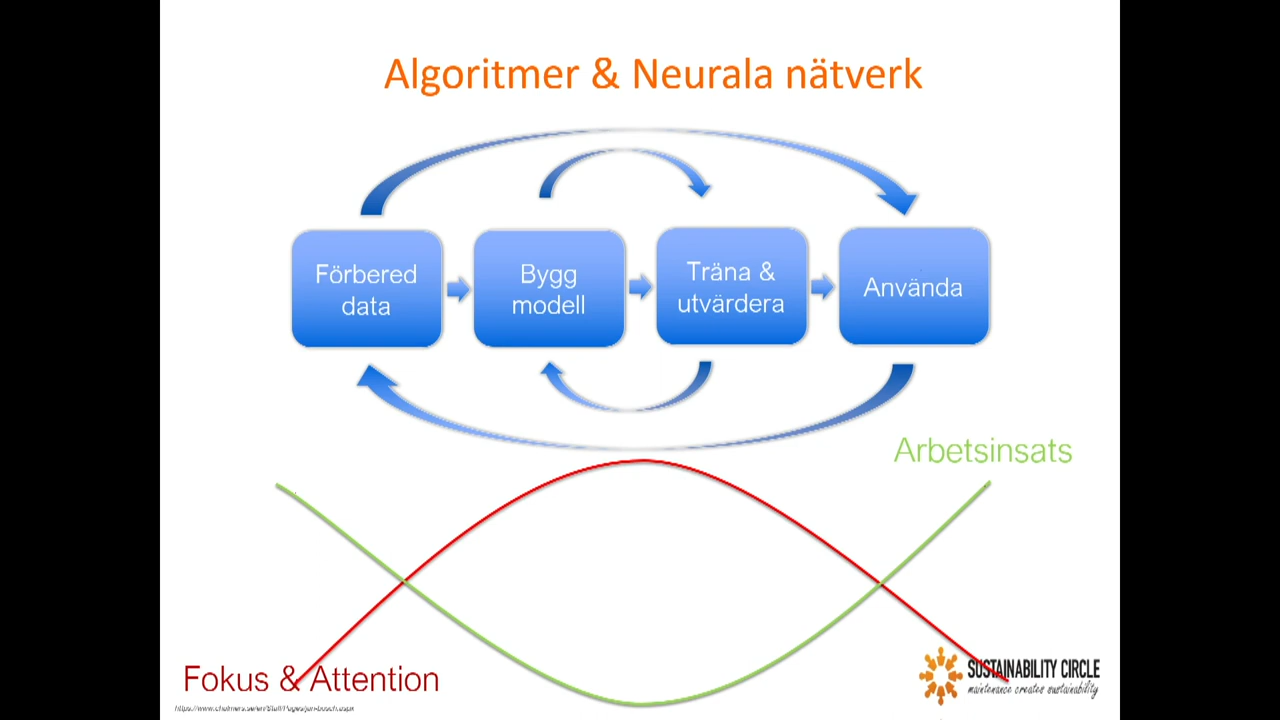 Algoritmer & Neurala nätverk
Förbered
data
Bygg
modell
Träna &
utvärdera
Använda
Arbetsinsats
Fokus & Attention
SUSTAINABILITY CIRCLE
maintenance creates sustainability